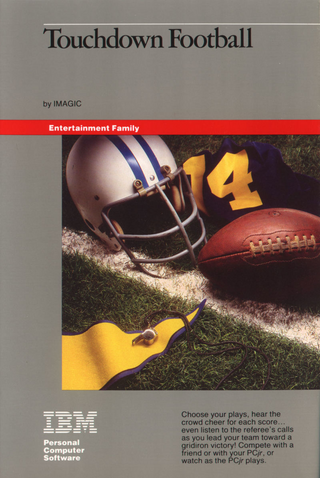 Touchdown Football
by IMAGIC
Entertainment Family
14
IBM
Personal
Computer
Software
Choose your plays, hear the
crowd cheer for each score...
even listen to the referee's calls
as you lead your team toward a
gridiron victory! Compete with a
friend or with your PCjr, or
watch as the PCjr plays.